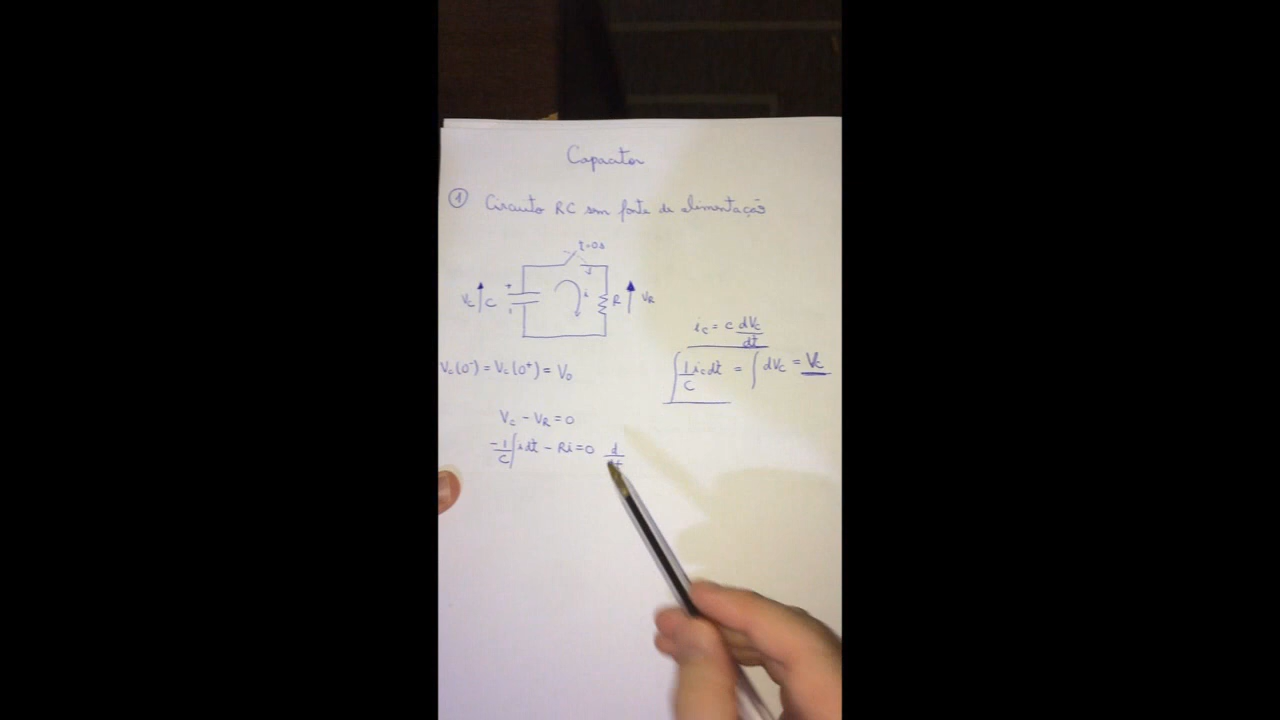 Capacitor
① Circuito RC sem fonte de alimentação
t=0s
Vc C + - i R VR
Vc(0⁻) = Vc(0⁺) = V₀
ic = C dVc/dt
∫ 1/C ic dt = ∫ dVc = Vc
Vc - VR = 0
-1/C ∫ i dt - Ri = 0 d/dt